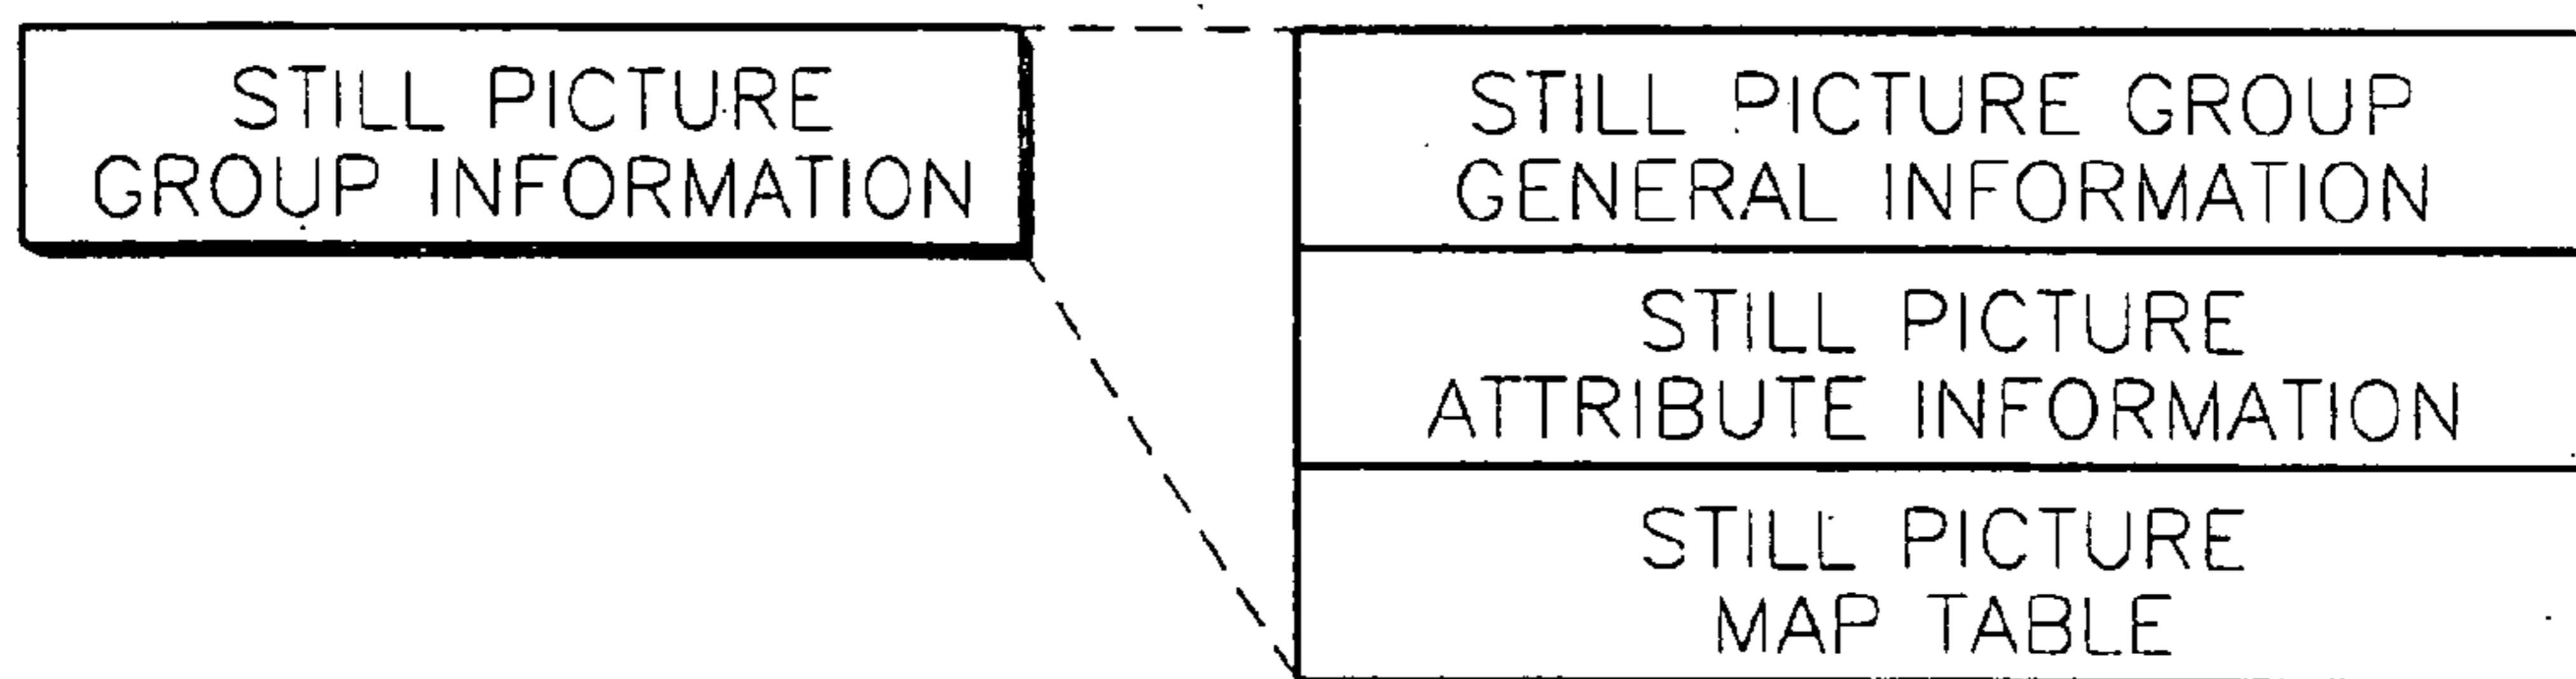 STILL PICTURE
GROUP INFORMATION
STILL PICTURE GROUP
GENERAL INFORMATION
STILL PICTURE
ATTRIBUTE INFORMATION
STILL PICTURE
MAP TABLE